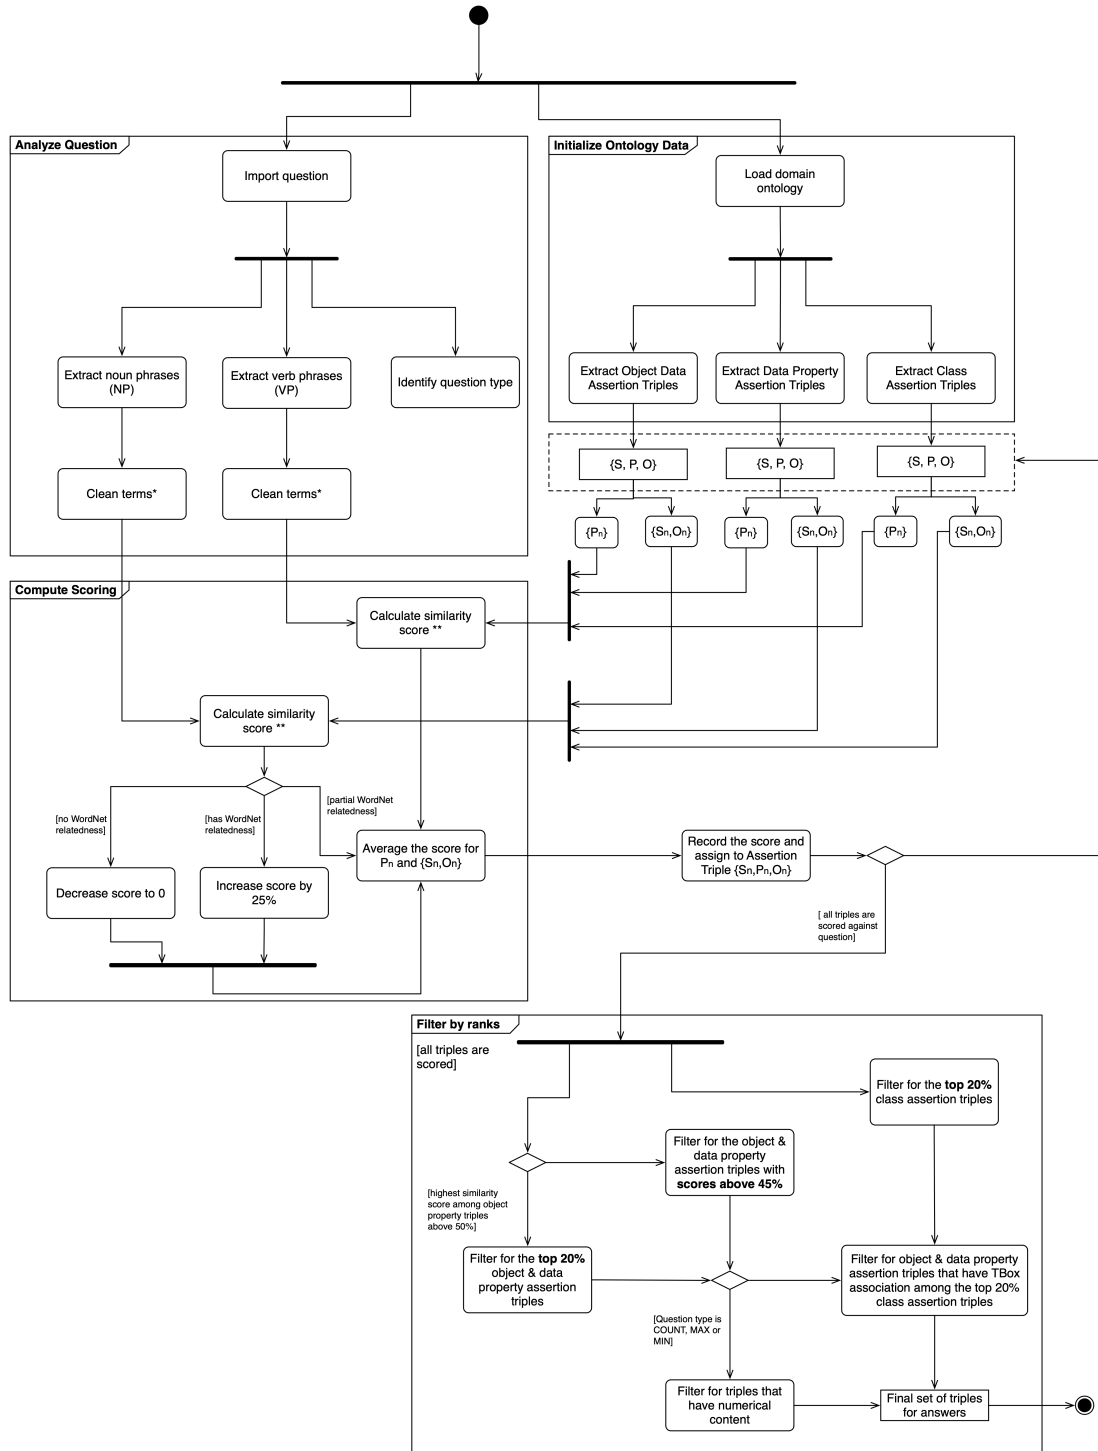 Analyze Question
Initialize Ontology Data
Import question
Load domain
ontology
Extract noun phrases
(NP)
Extract verb phrases
(VP)
Identify question type
Extract Object Data
Assertion Triples
Extract Data Property
Assertion Triples
Extract Class
Assertion Triples
{S, P, O}
{S, P, O}
{S, P, O}
Clean terms*
Clean terms*
{Pn}
{Sn,On}
{Pn}
{Sn,On}
{Pn}
{Sn,On}
Compute Scoring
Calculate similarity
score **
Calculate similarity
score **
[no WordNet
relatedness]
[has WordNet
relatedness]
[partial WordNet
relatedness]
Decrease score to 0
Increase score by
25%
Average the score for
Pn and {Sn,On}
Record the score and
assign to Assertion
Triple {Sn,Pn,On}
[ all triples are
scored against
question]
Filter by ranks
[all triples are
scored]
Filter for the top 20%
class assertion triples
Filter for the object &
data property
assertion triples with
scores above 45%
[highest similarity
score among object
property triples
above 50%]
Filter for the top 20%
object & data
property assertion
triples
Filter for object & data property
assertion triples that have TBox
association among the top 20%
class assertion triples
[Question type is
COUNT, MAX or
MIN]
Filter for triples that
have numerical
content
Final set of triples
for answers